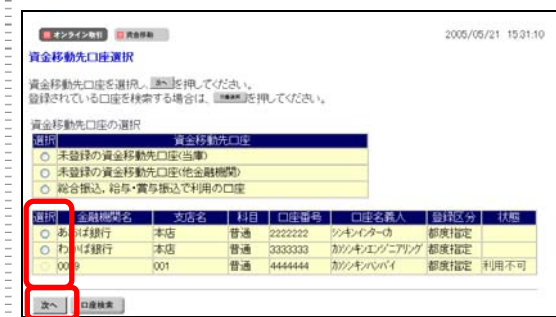 オンライン取引 資金移動 2005/05/21 15:31:10
資金移動先口座選択
資金移動先口座を選択し、次へを押してください。
登録されている口座を検索する場合は、口座検索を押してください。
資金移動先口座の選択
選択 資金移動先口座
未登録の資金移動先口座(当庫)
未登録の資金移動先口座(他金融機関)
総合振込、給与・賞与振込で利用の口座
選択 金融機関名 支店名 科目 口座番号 口座名義人 登録区分 状態
銀行 本店 普通 2222222 シンキンインターカ 都度指定
銀行 本店 普通 3333333 カ)シンキンエンジニアリング 都度指定
001 普通 4444444 カ)シンキンハンバイ 都度指定 利用不可
次へ 口座検索